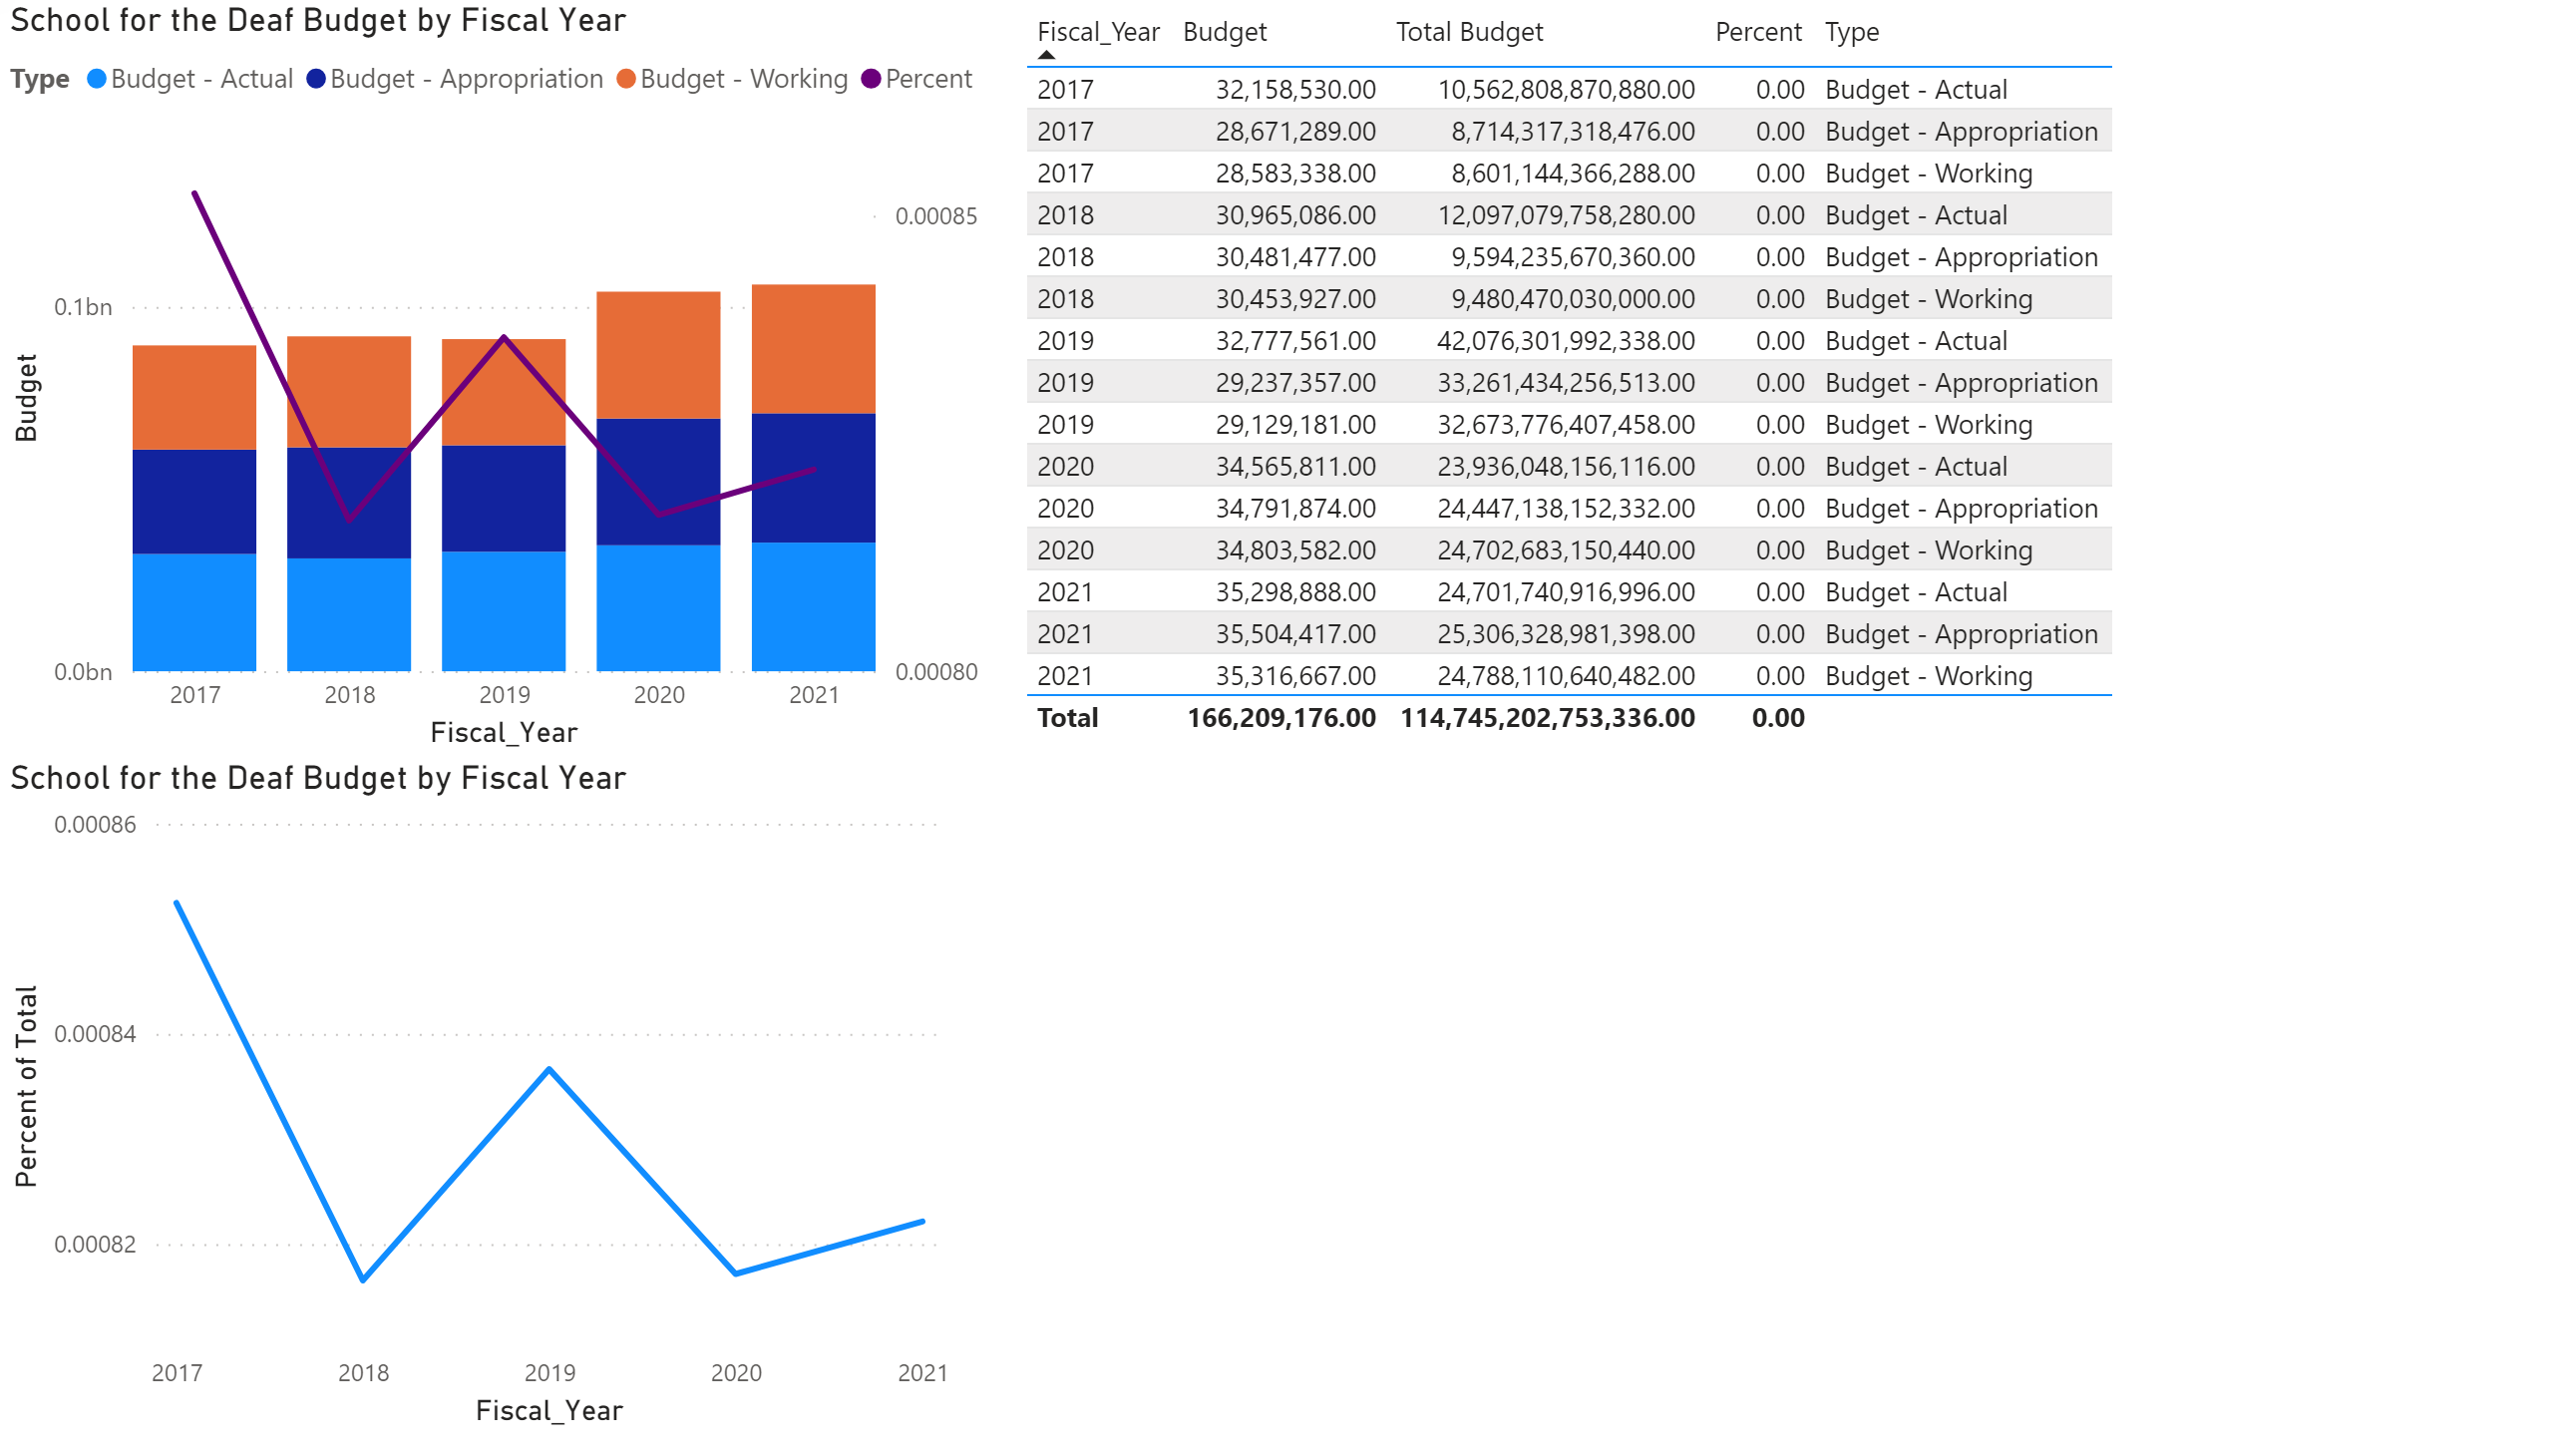 School for the Deaf Budget by Fiscal Year
Type Budget - Actual Budget - Appropriation Budget - Working Percent
0.00085
0.1bn
Budget
0.0bn
0.00080
2017 2018 2019 2020 2021
Fiscal_Year
Fiscal_Year Budget Total Budget Percent Type
2017 32,158,530.00 10,562,808,870,880.00 0.00 Budget - Actual
2017 28,671,289.00 8,714,317,318,476.00 0.00 Budget - Appropriation
2017 28,583,338.00 8,601,144,366,288.00 0.00 Budget - Working
2018 30,965,086.00 12,097,079,758,280.00 0.00 Budget - Actual
2018 30,481,477.00 9,594,235,670,360.00 0.00 Budget - Appropriation
2018 30,453,927.00 9,480,470,030,000.00 0.00 Budget - Working
2019 32,777,561.00 42,076,301,992,338.00 0.00 Budget - Actual
2019 29,237,357.00 33,261,434,256,513.00 0.00 Budget - Appropriation
2019 29,129,181.00 32,673,776,407,458.00 0.00 Budget - Working
2020 34,565,811.00 23,936,048,156,116.00 0.00 Budget - Actual
2020 34,791,874.00 24,447,138,152,332.00 0.00 Budget - Appropriation
2020 34,803,582.00 24,702,683,150,440.00 0.00 Budget - Working
2021 35,298,888.00 24,701,740,916,996.00 0.00 Budget - Actual
2021 35,504,417.00 25,306,328,981,398.00 0.00 Budget - Appropriation
2021 35,316,667.00 24,788,110,640,482.00 0.00 Budget - Working
Total 166,209,176.00 114,745,202,753,336.00 0.00
School for the Deaf Budget by Fiscal Year
0.00086
0.00084
Percent of Total
0.00082
2017 2018 2019 2020 2021
Fiscal_Year